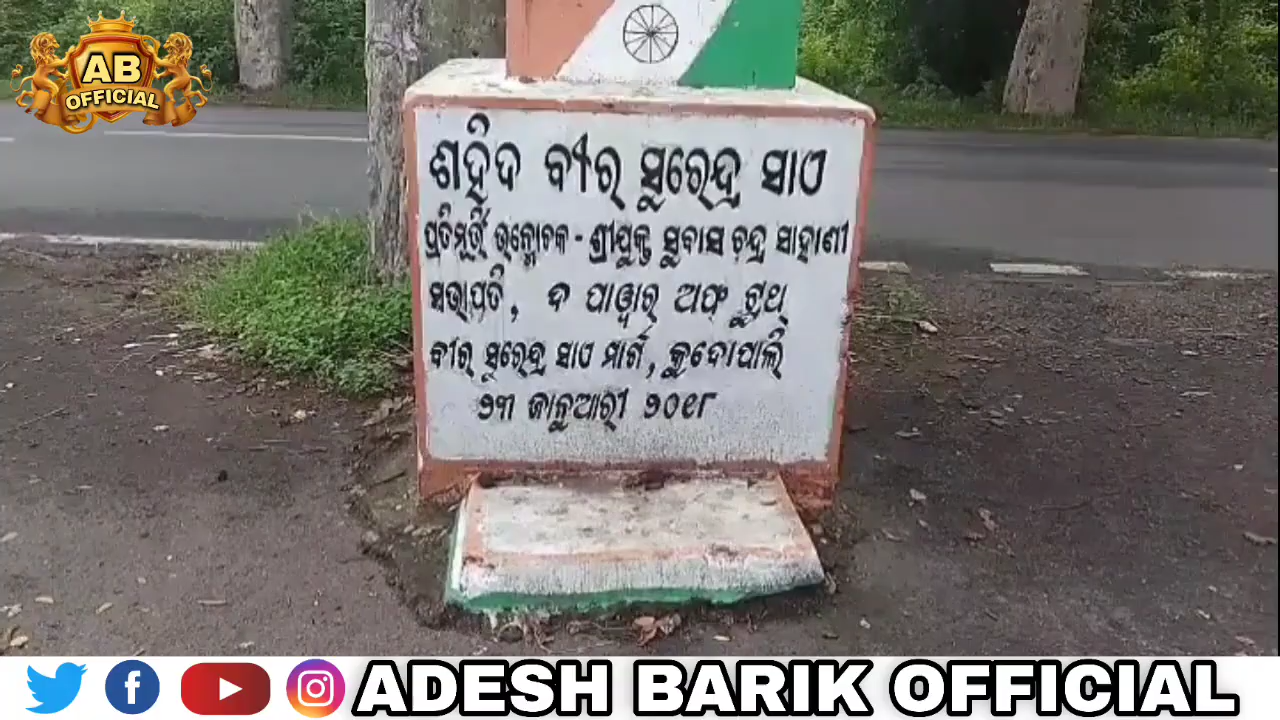 AB
OFFICIAL
ଶହିଦ ବୀର ସୁରେନ୍ଦ୍ର ସାଏ
ପ୍ରତିମୂର୍ତ୍ତି ଉନ୍ମୋଚକ - ଶ୍ରୀଯୁକ୍ତ ସୁବାସ ଚନ୍ଦ୍ର ସାହାଣୀ
ସଭାପତି, ଦ ପାୱାର୍ ଅଫ୍ ଟ୍ରୁଥ୍
ବୀର ସୁରେନ୍ଦ୍ର ସାଏ ମାର୍ଗ, କୁଦୋପାଲି
୨୩ ଜାନୁଆରୀ ୨୦୧୮
ADESH BARIK OFFICIAL